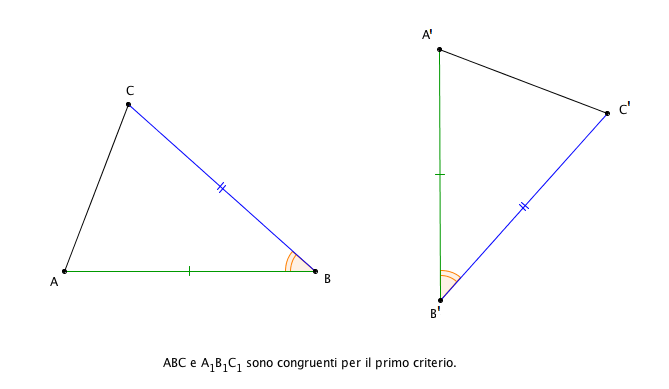 A'
C
C'
A
B
B'
ABC e A₁B₁C₁ sono congruenti per il primo criterio.